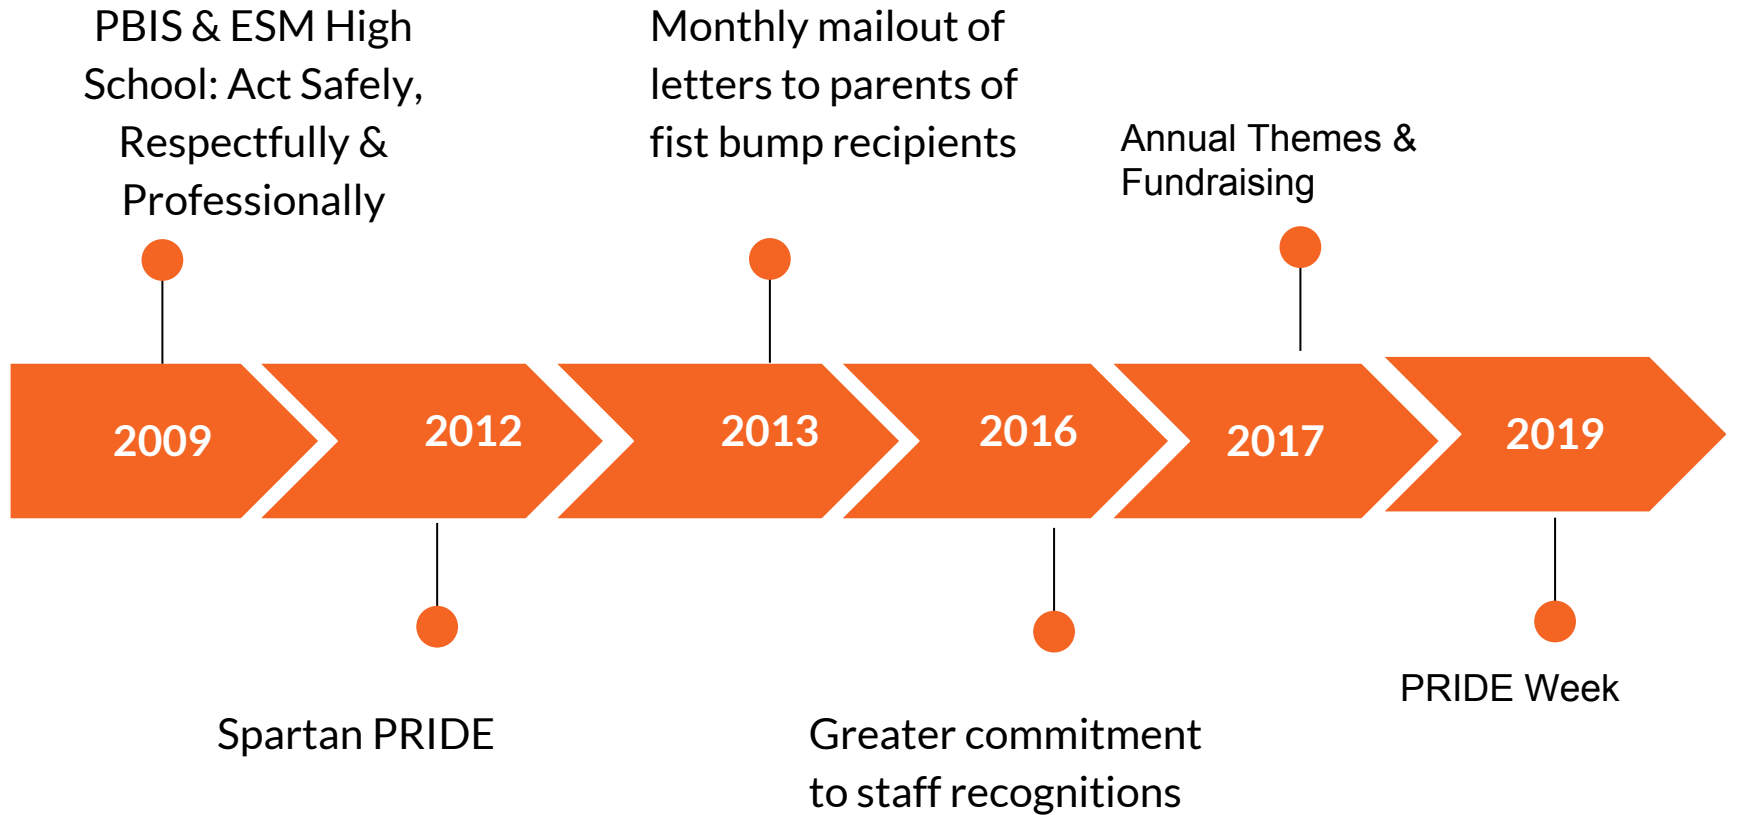 PBIS & ESM High
School: Act Safely,
Respectfully &
Professionally
Monthly mailout of
letters to parents of
fist bump recipients
Annual Themes &
Fundraising
2009
2012
2013
2016
2017
2019
Spartan PRIDE
Greater commitment
to staff recognitions
PRIDE Week